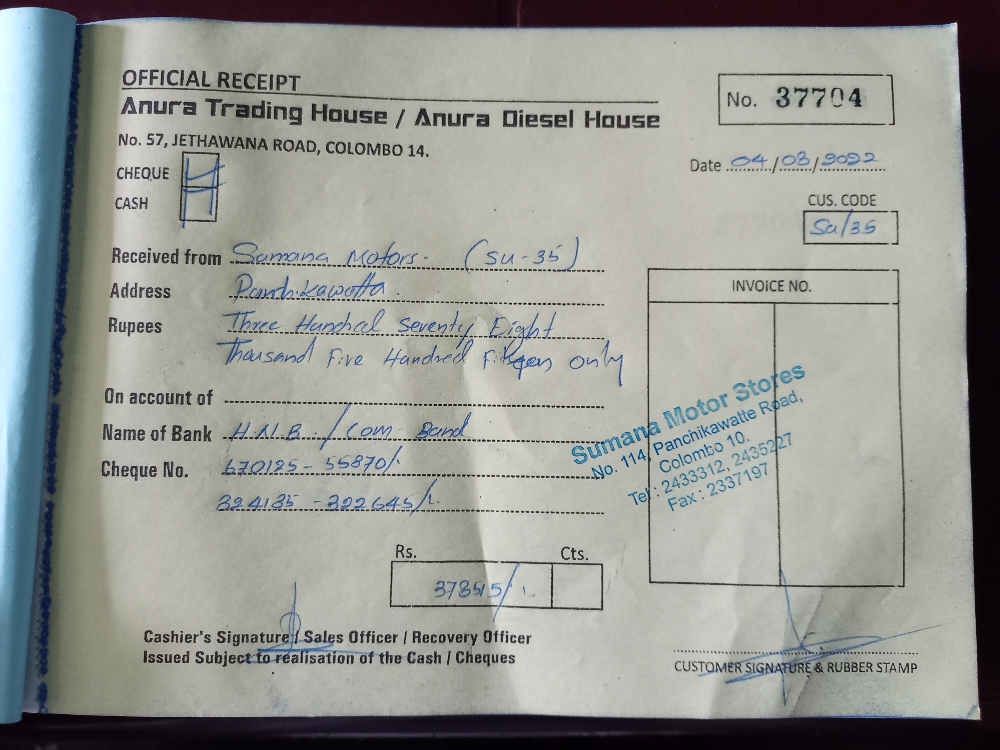 OFFICIAL RECEIPT
Anura Trading House / Anura Diesel House
No. 57, JETHAWANA ROAD, COLOMBO 14.
No. 37704
Date 04/08/2022
CHEQUE
CASH
CUS. CODE
Su/35
Received from Sumana Motors- (SU-35)
Address Panchikawatta.
Rupees Three Hundred Seventy Eight
Thousand Five Hundred Fifteen only
INVOICE NO.
On account of
Name of Bank H.N.B. / Com Band
Cheque No. 670125 - 55870/-
324135 - 322645/-
Sumana Motor Stores
No. 114, Panchikawatte Road,
Colombo 10.
Tel : 2433312, 2435227
Fax : 2337197
Rs. Cts.
378515/-
Cashier's Signature / Sales Officer / Recovery Officer
Issued Subject to realisation of the Cash / Cheques
CUSTOMER SIGNATURE & RUBBER STAMP